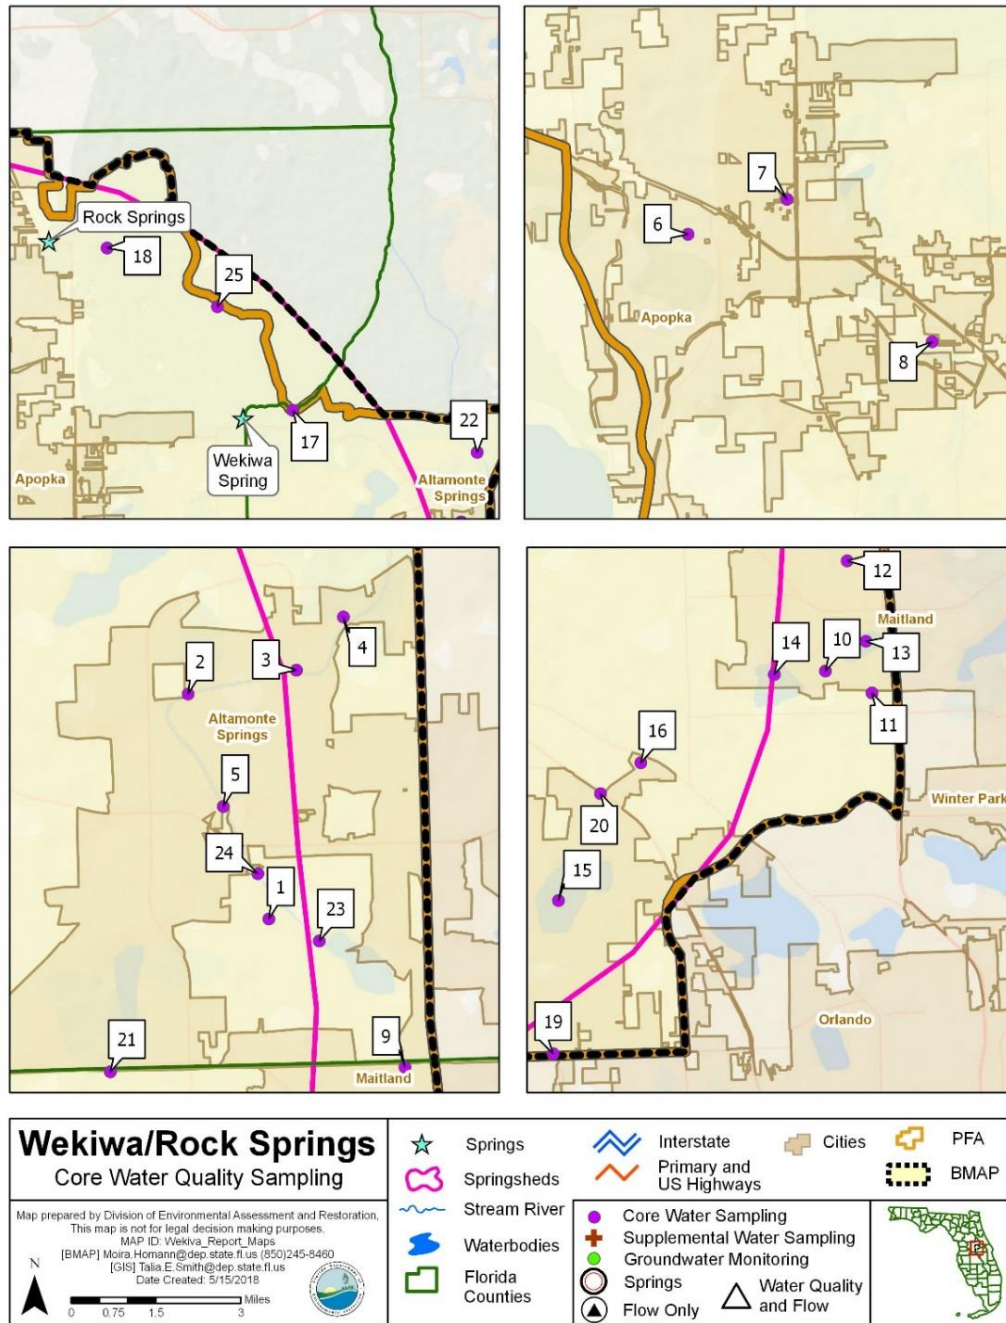 Rock Springs
18
25
17
22
Wekiwa
Spring
Apopka
Altamonte
Springs
7
6
Apopka
8
4
2
3
Altamonte
Springs
5
24
1
23
21
9
Maitland
12
Maitland
14
10
13
11
16
20
Winter Park
15
19
Orlando
Wekiwa/Rock Springs
Core Water Quality Sampling
Map prepared by Division of Environmental Assessment and Restoration,
This map is not for legal decision making purposes.
MAP ID: Wekiva_Report_Maps
[BMAP] Moira.Homann@dep.state.fl.us (850)245-8460
[GIS] Talia.E.Smith@dep.state.fl.us
Date Created: 5/15/2018
N
Miles
0 0.75 1.5 3
Springs
Springsheds
Stream River
Waterbodies
Florida
Counties
Interstate
Primary and
US Highways
Cities
PFA
BMAP
Core Water Sampling
Supplemental Water Sampling
Groundwater Monitoring
Springs
Flow Only
Water Quality
and Flow